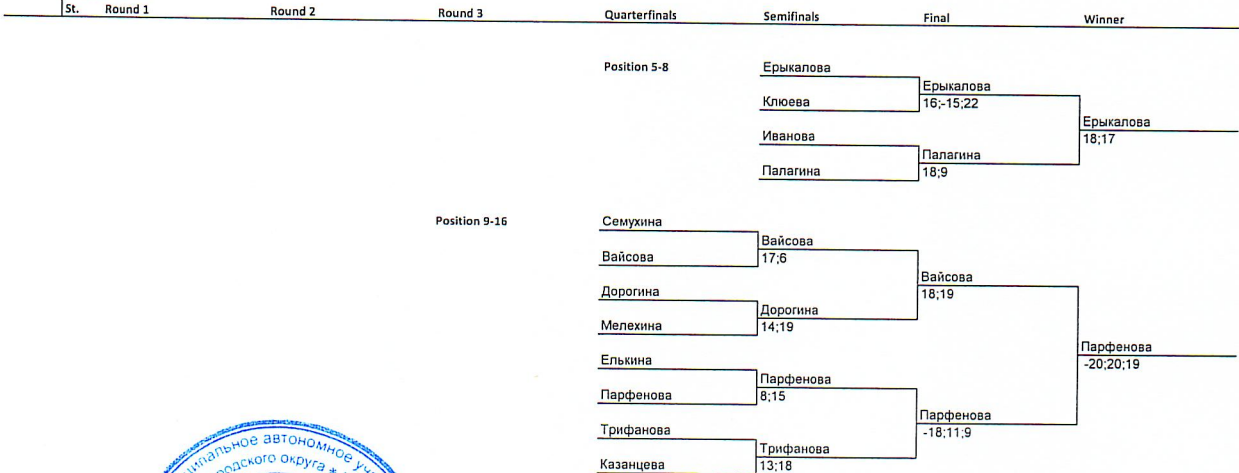 St. Round 1 Round 2 Round 3 Quarterfinals Semifinals Final Winner
Position 5-8
Ерыкалова
Ерыкалова
Клюева
16;-15;22
Ерыкалова
Иванова
18;17
Палагина
Палагина
18;9
Position 9-16
Семухина
Вайсова
Вайсова
17;6
Вайсова
Дорогина
18;19
Дорогина
Мелехина
14;19
Парфенова
Елькина
-20;20;19
Парфенова
Парфенова
8;15
Парфенова
Трифанова
-18;11;9
Трифанова
Казанцева
13;18
автономное
округа *